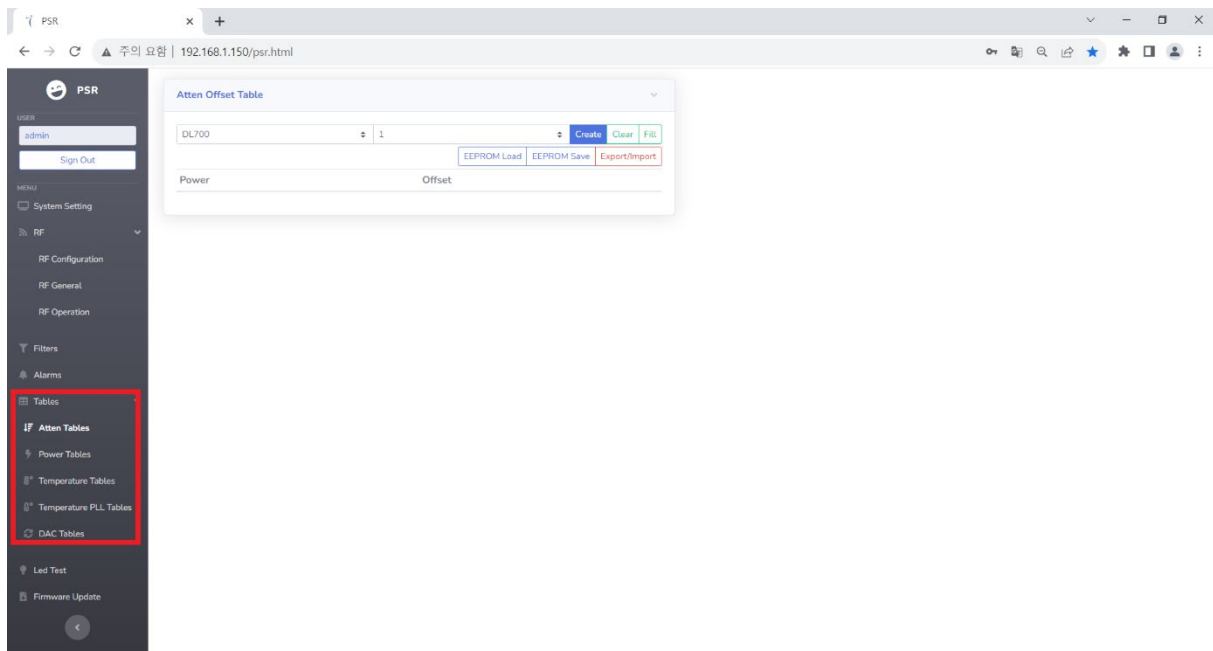 PSR
주의 요함 | 192.168.1.150/psr.html
PSR
USER
admin
Sign Out
MENU
System Setting
RF
RF Configuration
RF General
RF Operation
Filters
Alarms
Tables
Atten Tables
Power Tables
Temperature Tables
Temperature PLL Tables
DAC Tables
Led Test
Firmware Update
Atten Offset Table
DL700 1 Create Clear Fill
EEPROM Load EEPROM Save Export/Import
Power Offset